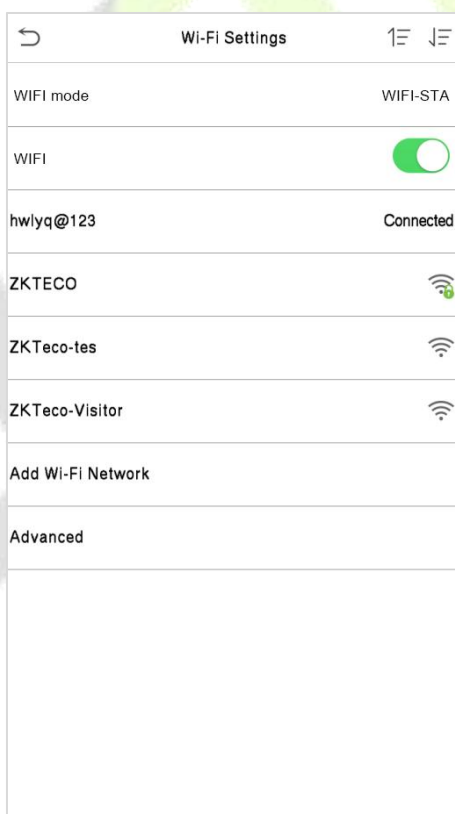 Wi-Fi Settings
WIFI mode WIFI-STA
WIFI
hwlyq@123 Connected
ZKTECO
ZKTeco-tes
ZKTeco-Visitor
Add Wi-Fi Network
Advanced